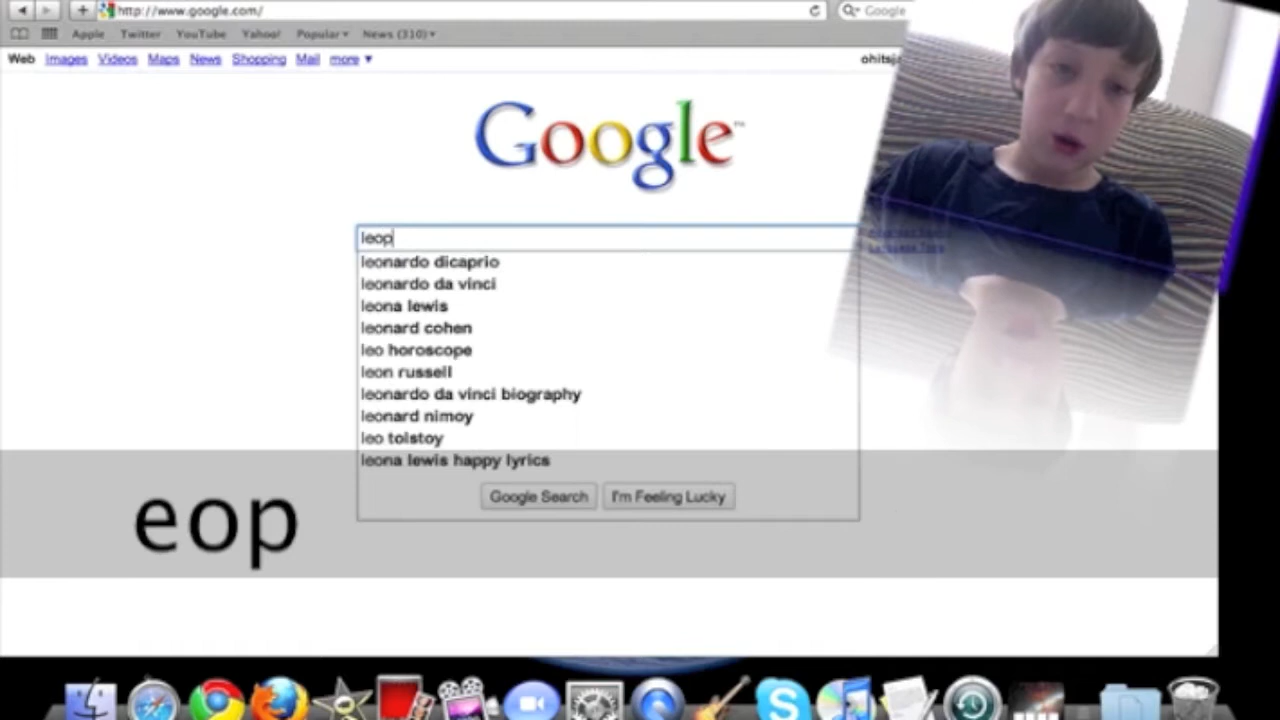 http://www.google.com/
Google
Apple Twitter YouTube Yahoo! Popular News (310)
Web Images Videos Maps News Shopping Mail more
ohitsj
Google™
leop
leonardo dicaprio
leonardo da vinci
leona lewis
leonard cohen
leo horoscope
leon russell
leonardo da vinci biography
leonard nimoy
leo tolstoy
leona lewis happy lyrics
Google Search I'm Feeling Lucky
eop